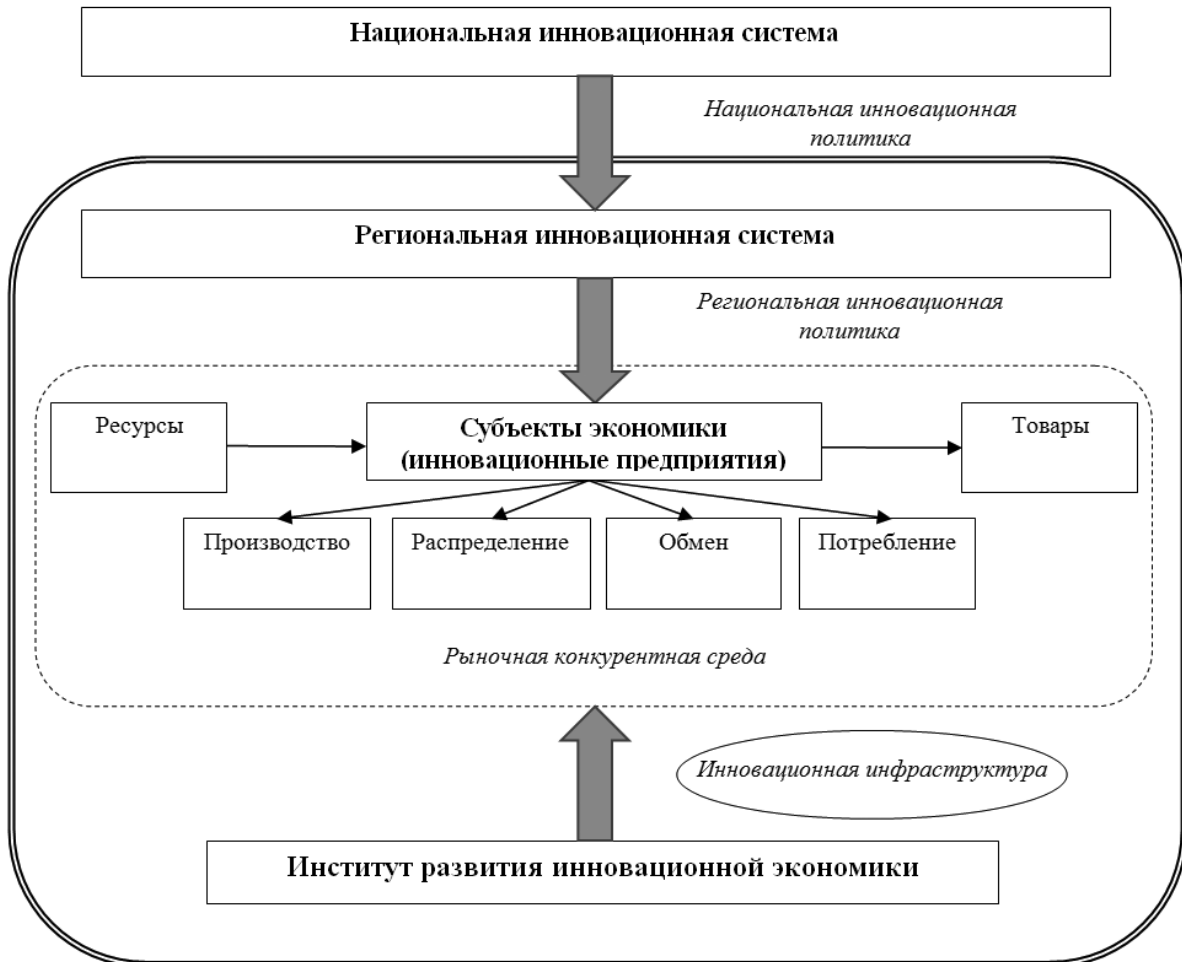 Национальная инновационная система
Национальная инновационная
политика
Региональная инновационная система
Региональная инновационная
политика
Ресурсы
Субъекты экономики
(инновационные предприятия)
Товары
Производство
Распределение
Обмен
Потребление
Рыночная конкурентная среда
Инновационная инфраструктура
Институт развития инновационной экономики